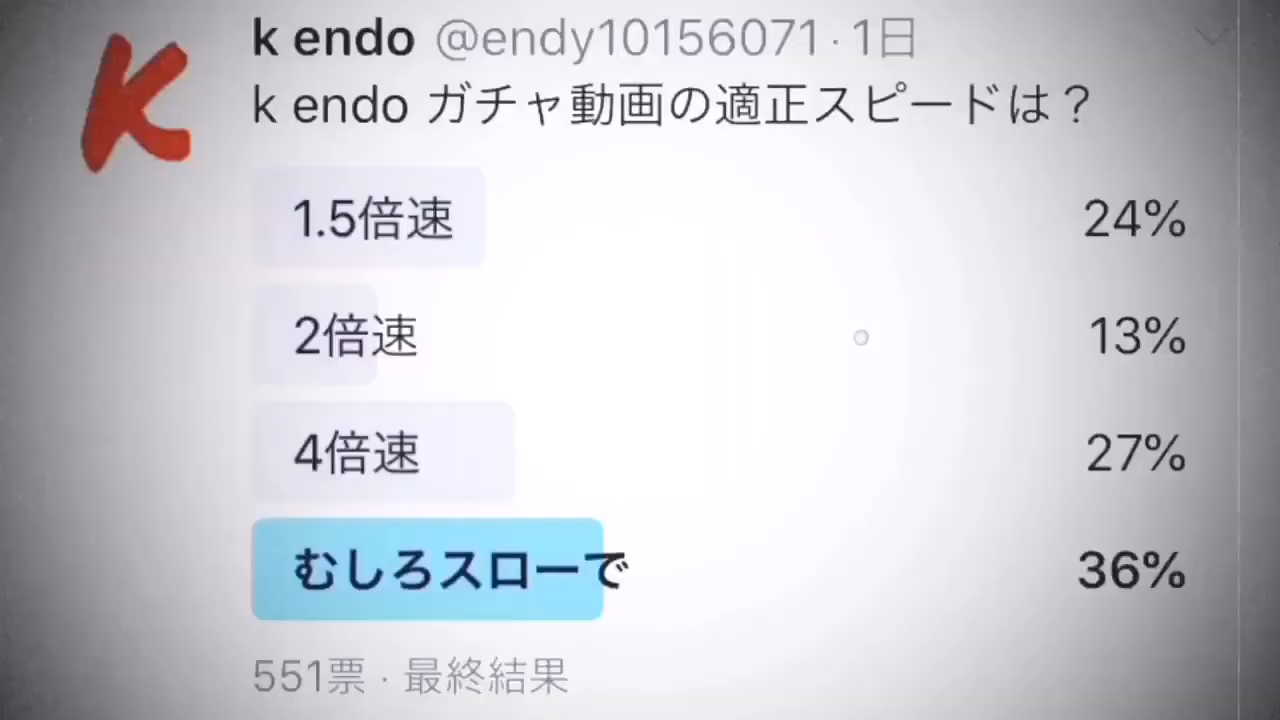 K
k endo @endy10156071 · 1日
k endo ガチャ動画の適正スピードは？
1.5倍速 24%
2倍速 13%
4倍速 27%
むしろスローで 36%
551票 · 最終結果